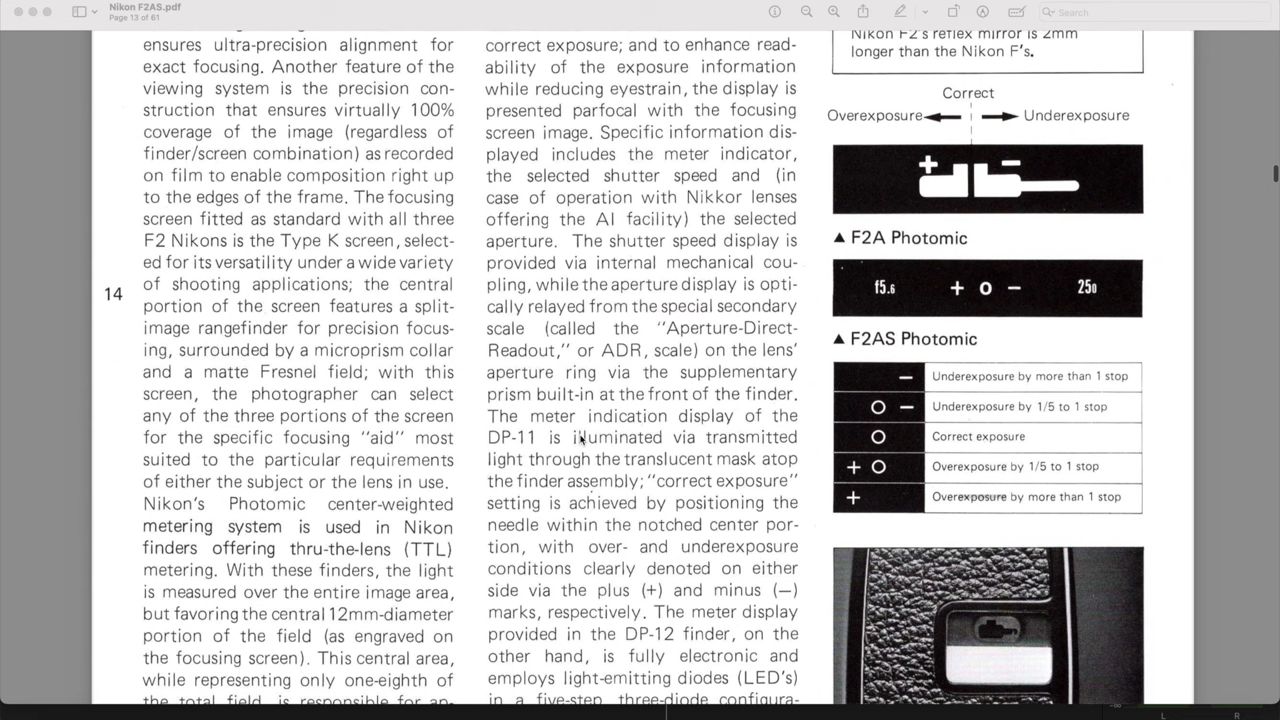 Nikon F2AS.pdf
Page 13 of 61
Search
ensures ultra-precision alignment for
exact focusing. Another feature of the
viewing system is the precision con-
struction that ensures virtually 100%
coverage of the image (regardless of
finder/screen combination) as recorded
on film to enable composition right up
to the edges of the frame. The focusing
screen fitted as standard with all three
F2 Nikons is the Type K screen, select-
ed for its versatility under a wide variety
of shooting applications; the central
portion of the screen features a split-
image rangefinder for precision focus-
ing, surrounded by a microprism collar
and a matte Fresnel field; with this
screen, the photographer can select
any of the three portions of the screen
for the specific focusing "aid" most
suited to the particular requirements
of either the subject or the lens in use.
Nikon's Photomic center-weighted
metering system is used in Nikon
finders offering thru-the-lens (TTL)
metering. With these finders, the light
is measured over the entire image area,
but favoring the central 12mm-diameter
portion of the field (as engraved on
the focusing screen). This central area,
while representing only one-eighth of
the total field, is responsible for ap-
14
correct exposure; and to enhance read-
ability of the exposure information
while reducing eyestrain, the display is
presented parfocal with the focusing
screen image. Specific information dis-
played includes the meter indicator,
the selected shutter speed and (in
case of operation with Nikkor lenses
offering the AI facility) the selected
aperture. The shutter speed display is
provided via internal mechanical cou-
pling, while the aperture display is opti-
cally relayed from the special secondary
scale (called the "Aperture-Direct-
Readout," or ADR, scale) on the lens'
aperture ring via the supplementary
prism built-in at the front of the finder.
The meter indication display of the
DP-11 is illuminated via transmitted
light through the translucent mask atop
the finder assembly; "correct exposure"
setting is achieved by positioning the
needle within the notched center por-
tion, with over- and underexposure
conditions clearly denoted on either
side via the plus (+) and minus (—)
marks, respectively. The meter display
provided in the DP-12 finder, on the
other hand, is fully electronic and
employs light-emitting diodes (LED's)
in a five-step, three-diode configura-
Nikon F2's reflex mirror is 2mm
longer than the Nikon F's.
Correct
Overexposure Underexposure
+ −
▲ F2A Photomic
f5.6 + o − 250
▲ F2AS Photomic
− Underexposure by more than 1 stop
O − Underexposure by 1/5 to 1 stop
O Correct exposure
+ O Overexposure by 1/5 to 1 stop
+ Overexposure by more than 1 stop
-∞ L R